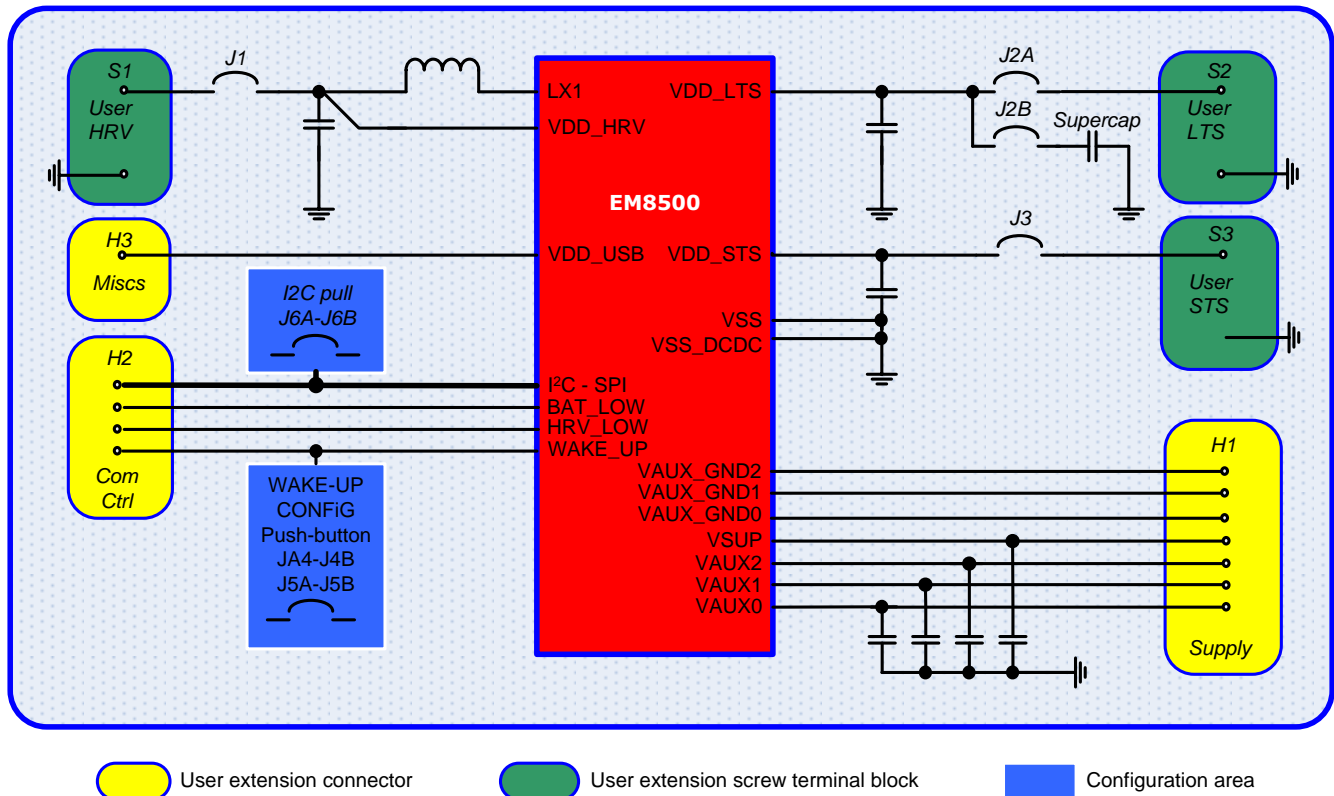 S1
User
HRV
J1
H3
Miscs
I2C pull
J6A-J6B
H2
Com
Ctrl
WAKE-UP
CONFiG
Push-button
JA4-J4B
J5A-J5B
EM8500
LX1
VDD_HRV
VDD_USB
I²C - SPI
BAT_LOW
HRV_LOW
WAKE_UP
VDD_LTS
VDD_STS
VSS
VSS_DCDC
VAUX_GND2
VAUX_GND1
VAUX_GND0
VSUP
VAUX2
VAUX1
VAUX0
J2A
J2B
Supercap
J3
S2
User
LTS
S3
User
STS
H1
Supply
User extension connector
User extension screw terminal block
Configuration area